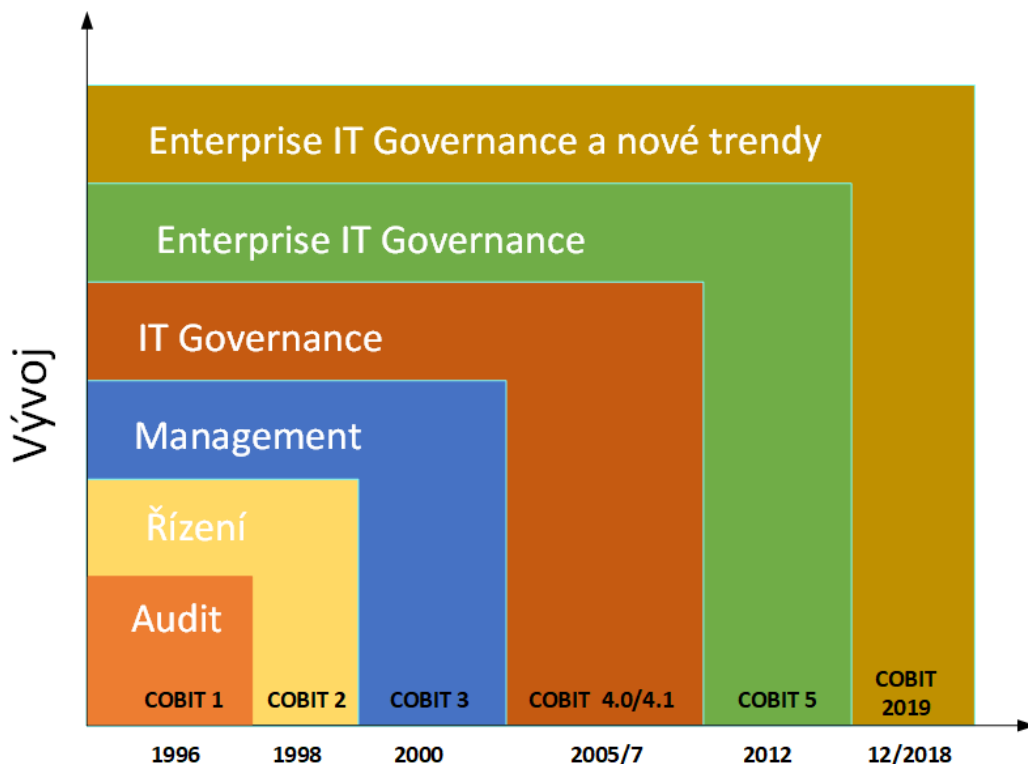 Vývoj
Enterprise IT Governance a nové trendy
Enterprise IT Governance
IT Governance
Management
Řízení
Audit
COBIT 1
COBIT 2
COBIT 3
COBIT 4.0/4.1
COBIT 5
COBIT
2019
1996
1998
2000
2005/7
2012
12/2018